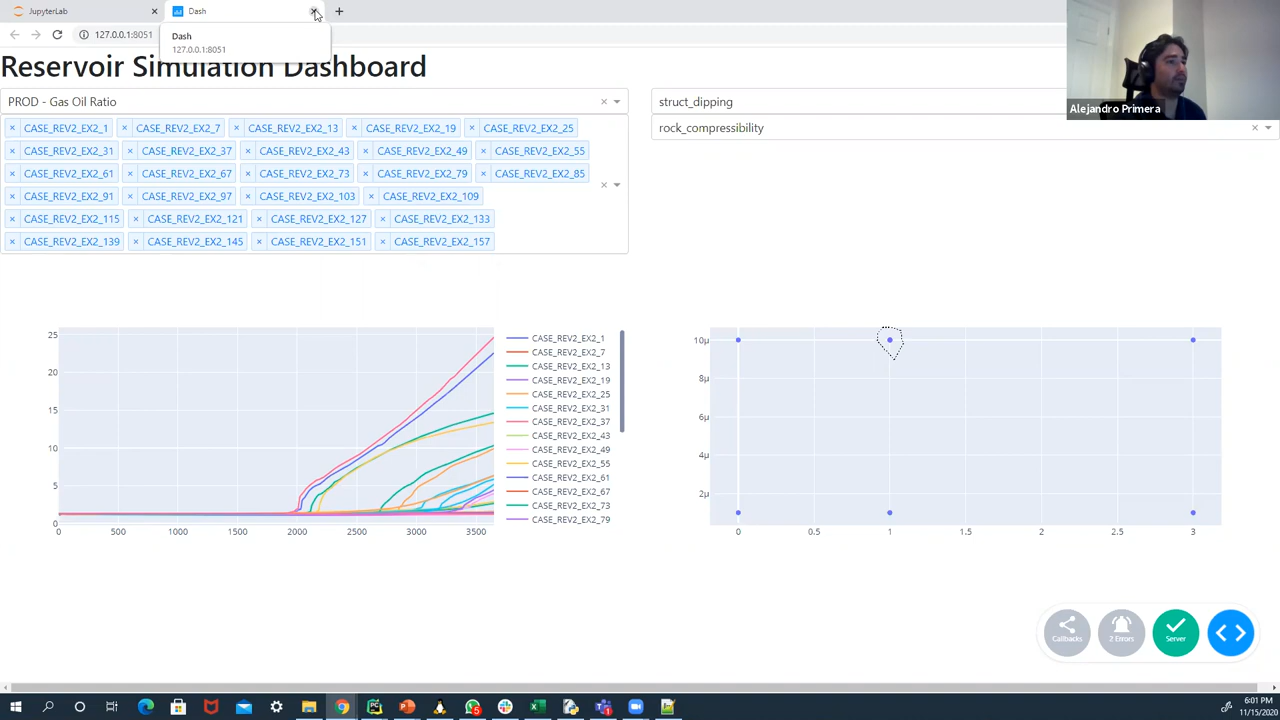 JupyterLab
Dash
127.0.0.1:8051
Dash
127.0.0.1:8051
Reservoir Simulation Dashboard
Alejandro Primera
PROD - Gas Oil Ratio
CASE_REV2_EX2_1 CASE_REV2_EX2_7 CASE_REV2_EX2_13 CASE_REV2_EX2_19 CASE_REV2_EX2_25
CASE_REV2_EX2_31 CASE_REV2_EX2_37 CASE_REV2_EX2_43 CASE_REV2_EX2_49 CASE_REV2_EX2_55
CASE_REV2_EX2_61 CASE_REV2_EX2_67 CASE_REV2_EX2_73 CASE_REV2_EX2_79 CASE_REV2_EX2_85
CASE_REV2_EX2_91 CASE_REV2_EX2_97 CASE_REV2_EX2_103 CASE_REV2_EX2_109
CASE_REV2_EX2_115 CASE_REV2_EX2_121 CASE_REV2_EX2_127 CASE_REV2_EX2_133
CASE_REV2_EX2_139 CASE_REV2_EX2_145 CASE_REV2_EX2_151 CASE_REV2_EX2_157
struct_dipping
rock_compressibility
25
20
15
10
5
0
0 500 1000 1500 2000 2500 3000 3500
CASE_REV2_EX2_1
CASE_REV2_EX2_7
CASE_REV2_EX2_13
CASE_REV2_EX2_19
CASE_REV2_EX2_25
CASE_REV2_EX2_31
CASE_REV2_EX2_37
CASE_REV2_EX2_43
CASE_REV2_EX2_49
CASE_REV2_EX2_55
CASE_REV2_EX2_61
CASE_REV2_EX2_67
CASE_REV2_EX2_73
CASE_REV2_EX2_79
10μ
8μ
6μ
4μ
2μ
0 0.5 1 1.5 2 2.5 3
Callbacks
2 Errors
Server
5
1
6:01 PM
11/15/2020